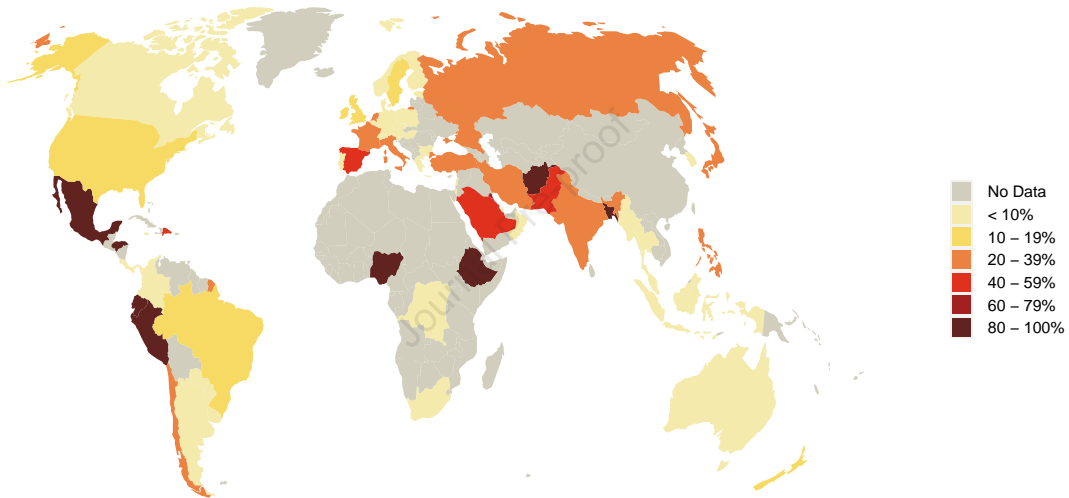 Journal Pre-proof
No Data
< 10%
10 – 19%
20 – 39%
40 – 59%
60 – 79%
80 – 100%